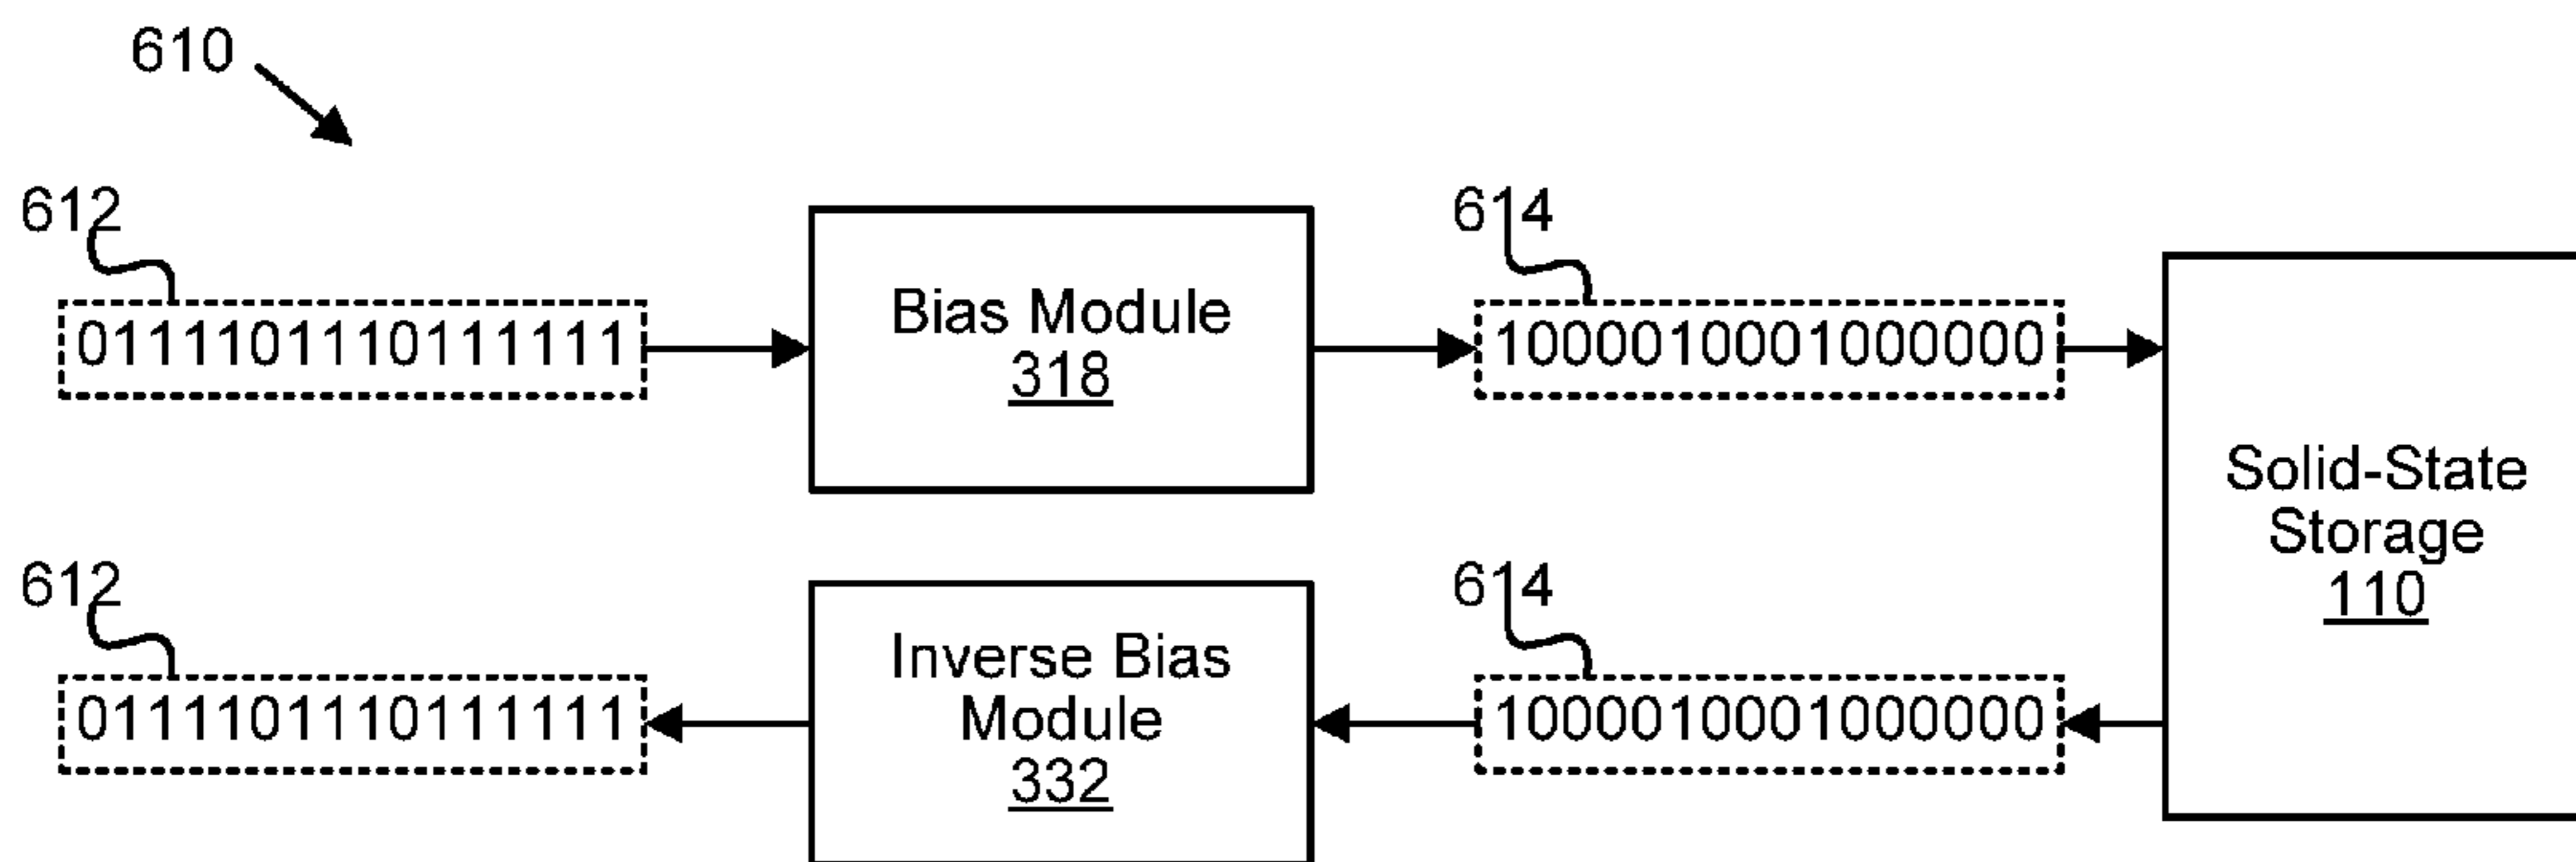 610
612
614
0111101110111111
Bias Module
318
1000010001000000
Solid-State
Storage
110
612
614
0111101110111111
Inverse Bias
Module
332
1000010001000000